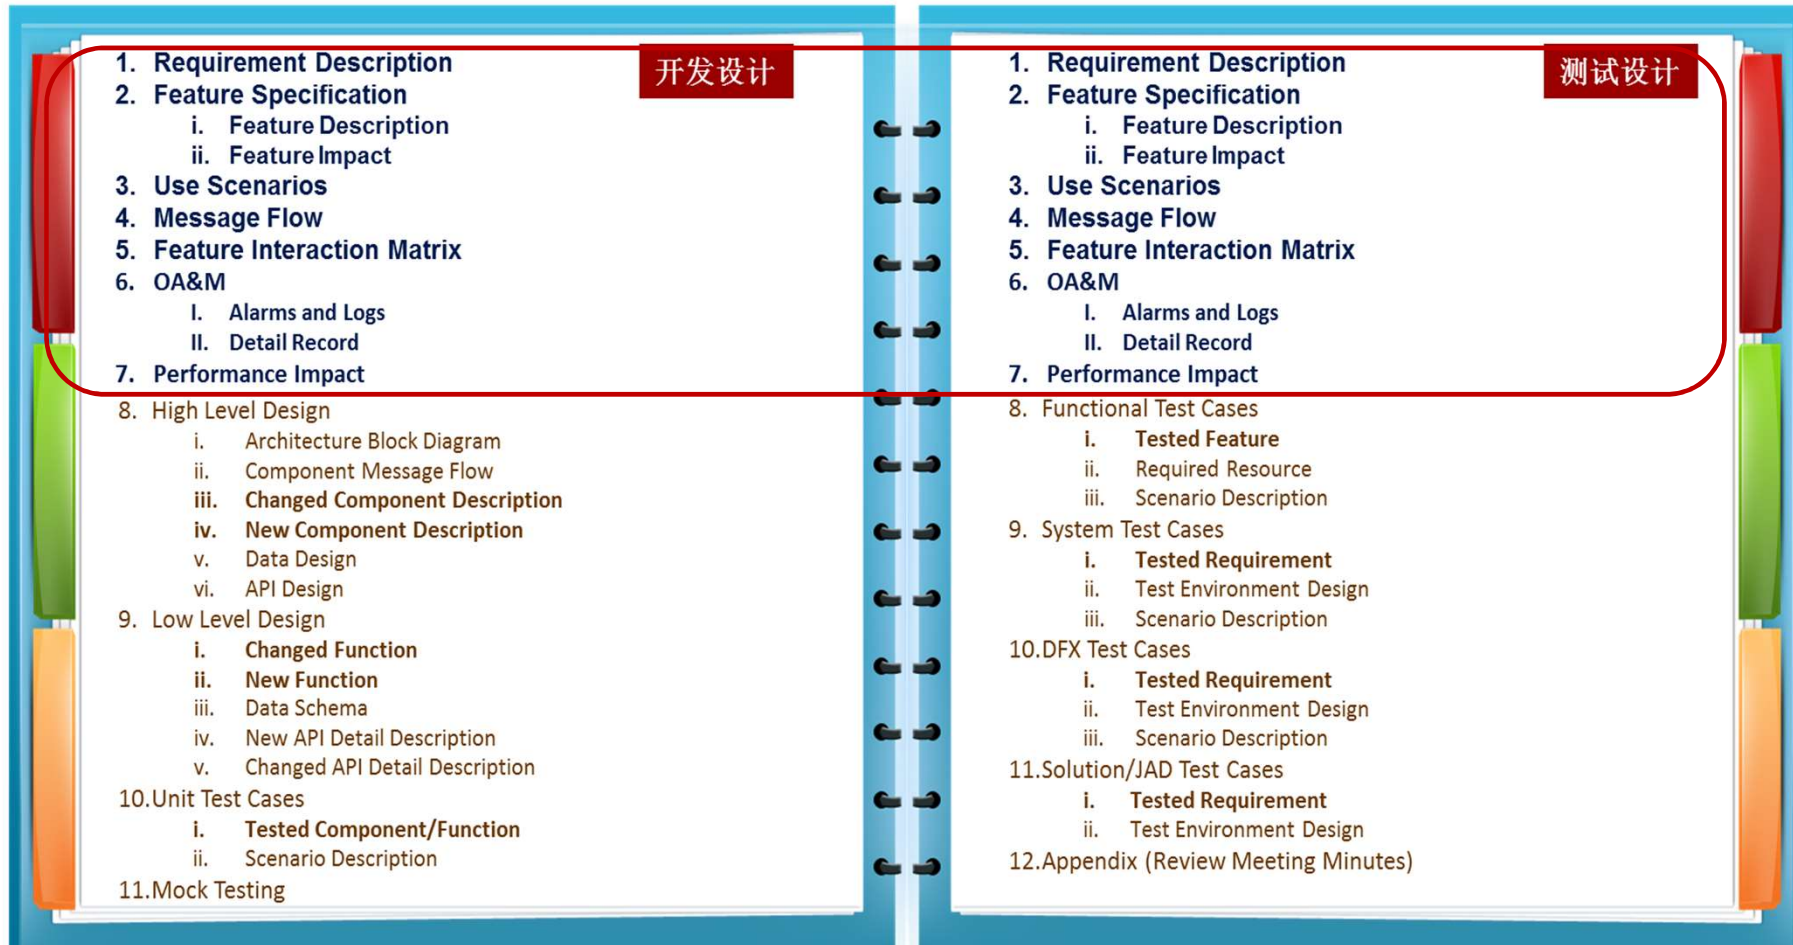 开发设计
1. Requirement Description
2. Feature Specification
i. Feature Description
ii. Feature Impact
3. Use Scenarios
4. Message Flow
5. Feature Interaction Matrix
6. OA&M
I. Alarms and Logs
II. Detail Record
7. Performance Impact
8. High Level Design
i. Architecture Block Diagram
ii. Component Message Flow
iii. Changed Component Description
iv. New Component Description
v. Data Design
vi. API Design
9. Low Level Design
i. Changed Function
ii. New Function
iii. Data Schema
iv. New API Detail Description
v. Changed API Detail Description
10.Unit Test Cases
i. Tested Component/Function
ii. Scenario Description
11.Mock Testing
测试设计
1. Requirement Description
2. Feature Specification
i. Feature Description
ii. Feature Impact
3. Use Scenarios
4. Message Flow
5. Feature Interaction Matrix
6. OA&M
I. Alarms and Logs
II. Detail Record
7. Performance Impact
8. Functional Test Cases
i. Tested Feature
ii. Required Resource
iii. Scenario Description
9. System Test Cases
i. Tested Requirement
ii. Test Environment Design
iii. Scenario Description
10.DFX Test Cases
i. Tested Requirement
ii. Test Environment Design
iii. Scenario Description
11.Solution/JAD Test Cases
i. Tested Requirement
ii. Test Environment Design
12.Appendix (Review Meeting Minutes)